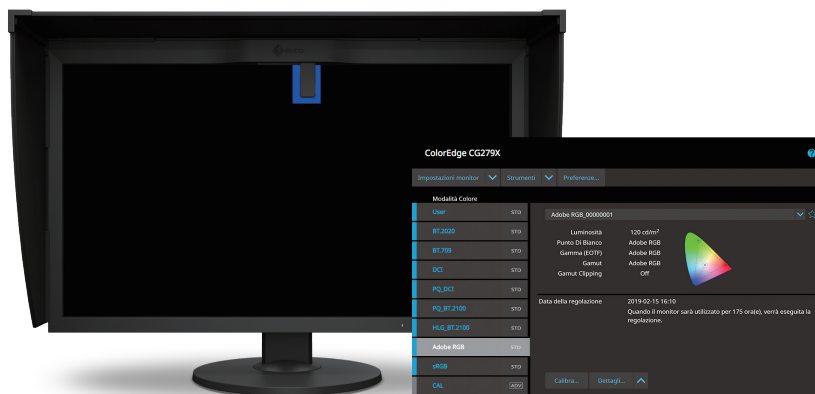 EIZO
ColorEdge CG279X
?
Impostazioni monitor Strumenti Preferenze...
Modalità Colore
User STD
BT.2020 STD
BT.709 STD
DCI STD
PQ_DCI STD
PQ_BT.2100 STD
HLG_BT.2100 STD
Adobe RGB STD
sRGB STD
CAL ADV
Adobe RGB_00000001
Luminosità 120 cd/m²
Punto Di Bianco Adobe RGB
Gamma (EOTF) Adobe RGB
Gamut Adobe RGB
Gamut Clipping Off
Data della regolazione 2019-02-15 16:10
Quando il monitor sarà utilizzato per 175 ora(e), verrà eseguita la
regolazione.
Calibra... Dettagli...